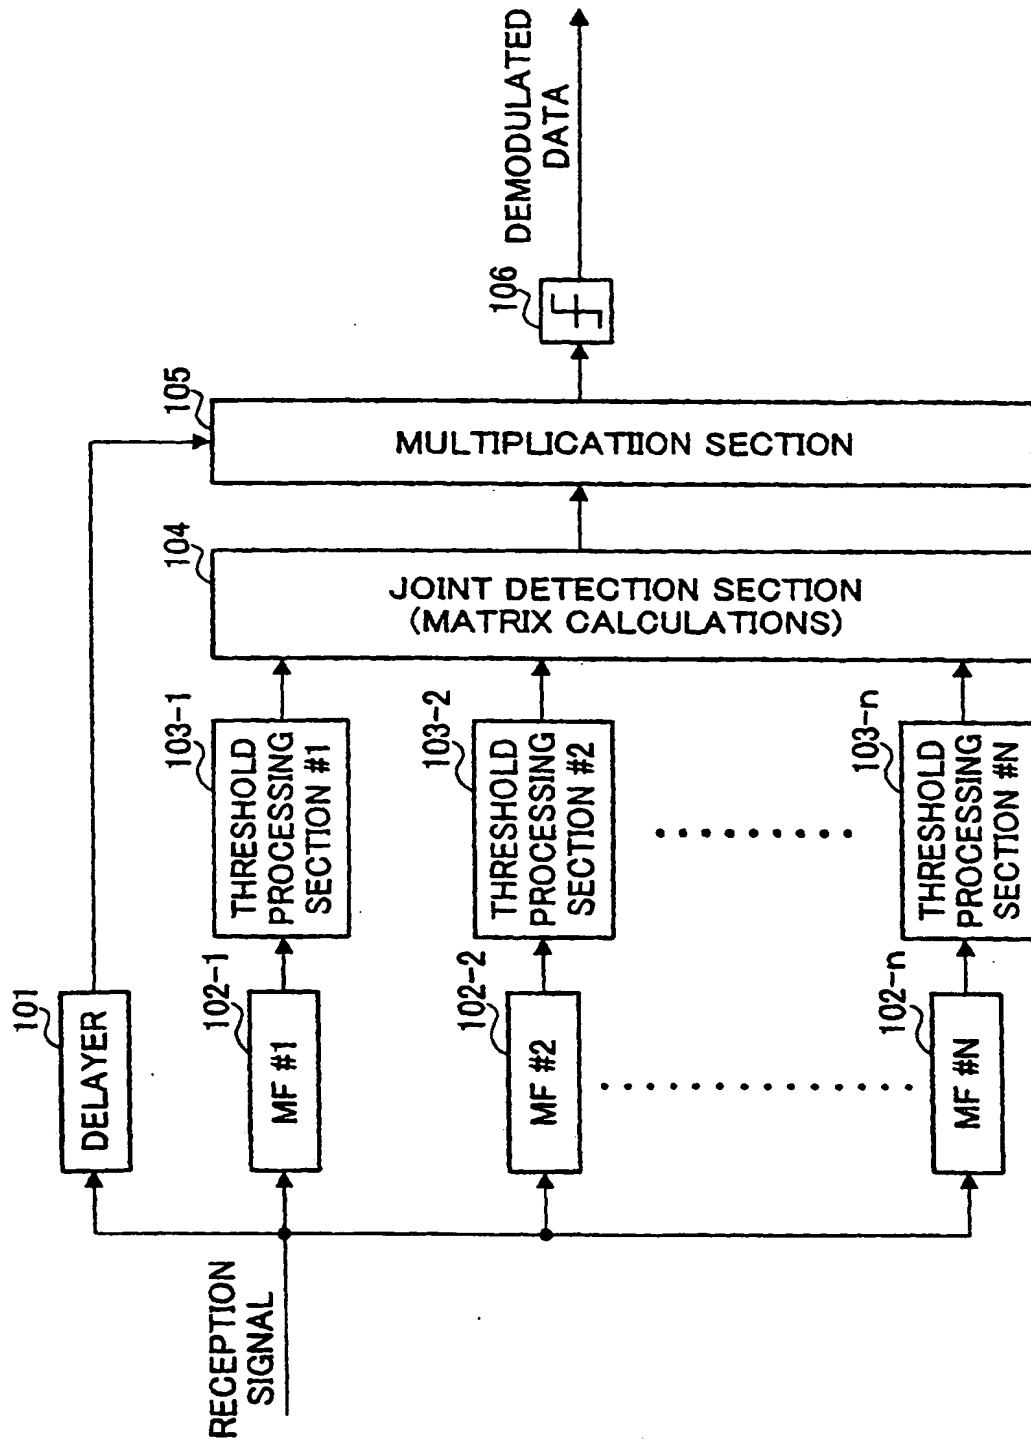 RECEPTION
SIGNAL
101
DELAYER
102-1
MF #1
103-1
THRESHOLD
PROCESSING
SECTION #1
102-2
MF #2
103-2
THRESHOLD
PROCESSING
SECTION #2
102-n
MF #N
103-n
THRESHOLD
PROCESSING
SECTION #N
104
JOINT DETECTION SECTION
(MATRIX CALCULATIONS)
105
MULTIPLICATIION SECTION
106
DEMODULATED
DATA